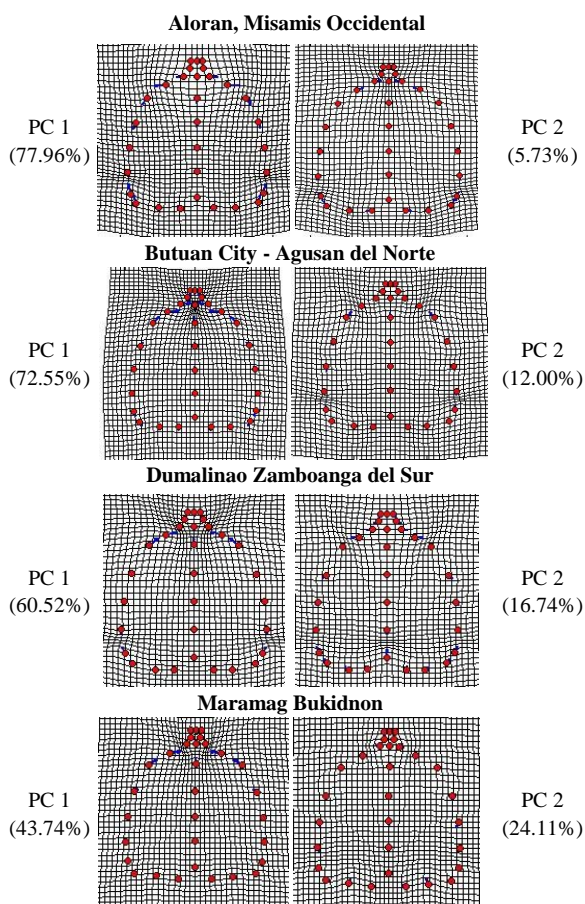 Aloran, Misamis Occidental
PC 1
(77.96%)
PC 2
(5.73%)
Butuan City - Agusan del Norte
PC 1
(72.55%)
PC 2
(12.00%)
Dumalinao Zamboanga del Sur
PC 1
(60.52%)
PC 2
(16.74%)
Maramag Bukidnon
PC 1
(43.74%)
PC 2
(24.11%)